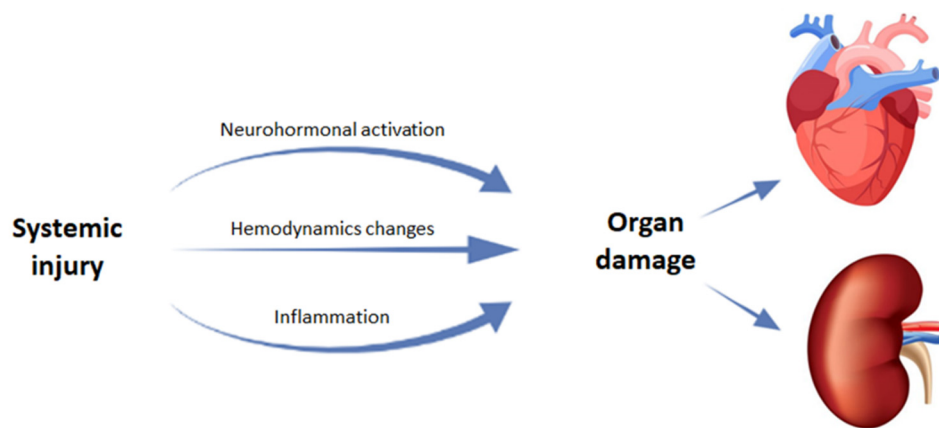 Neurohormonal activation
Systemic
injury
Hemodynamics changes
Inflammation
Organ
damage